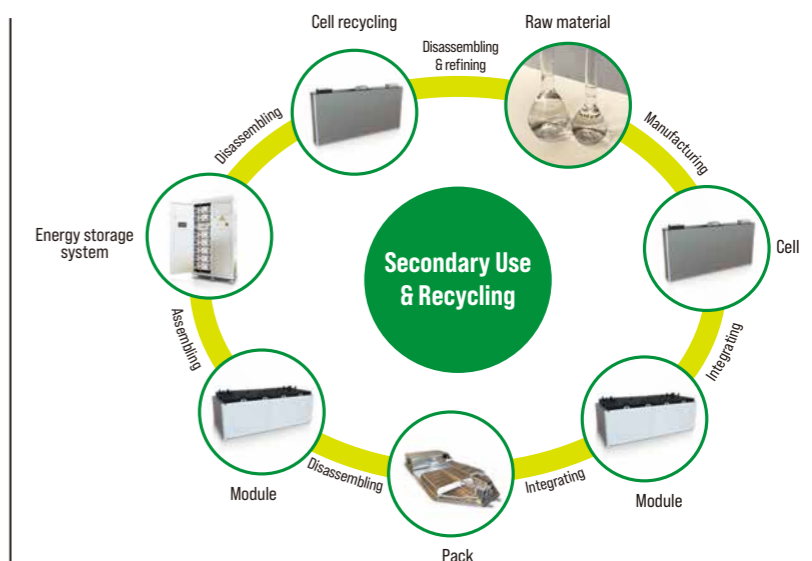 Cell recycling
Disassembling
& refining
Raw material
Manufacturing
Cell
Integrating
Module
Integrating
Pack
Disassembling
Module
Assembling
Energy storage
system
Disassembling
Secondary Use
& Recycling